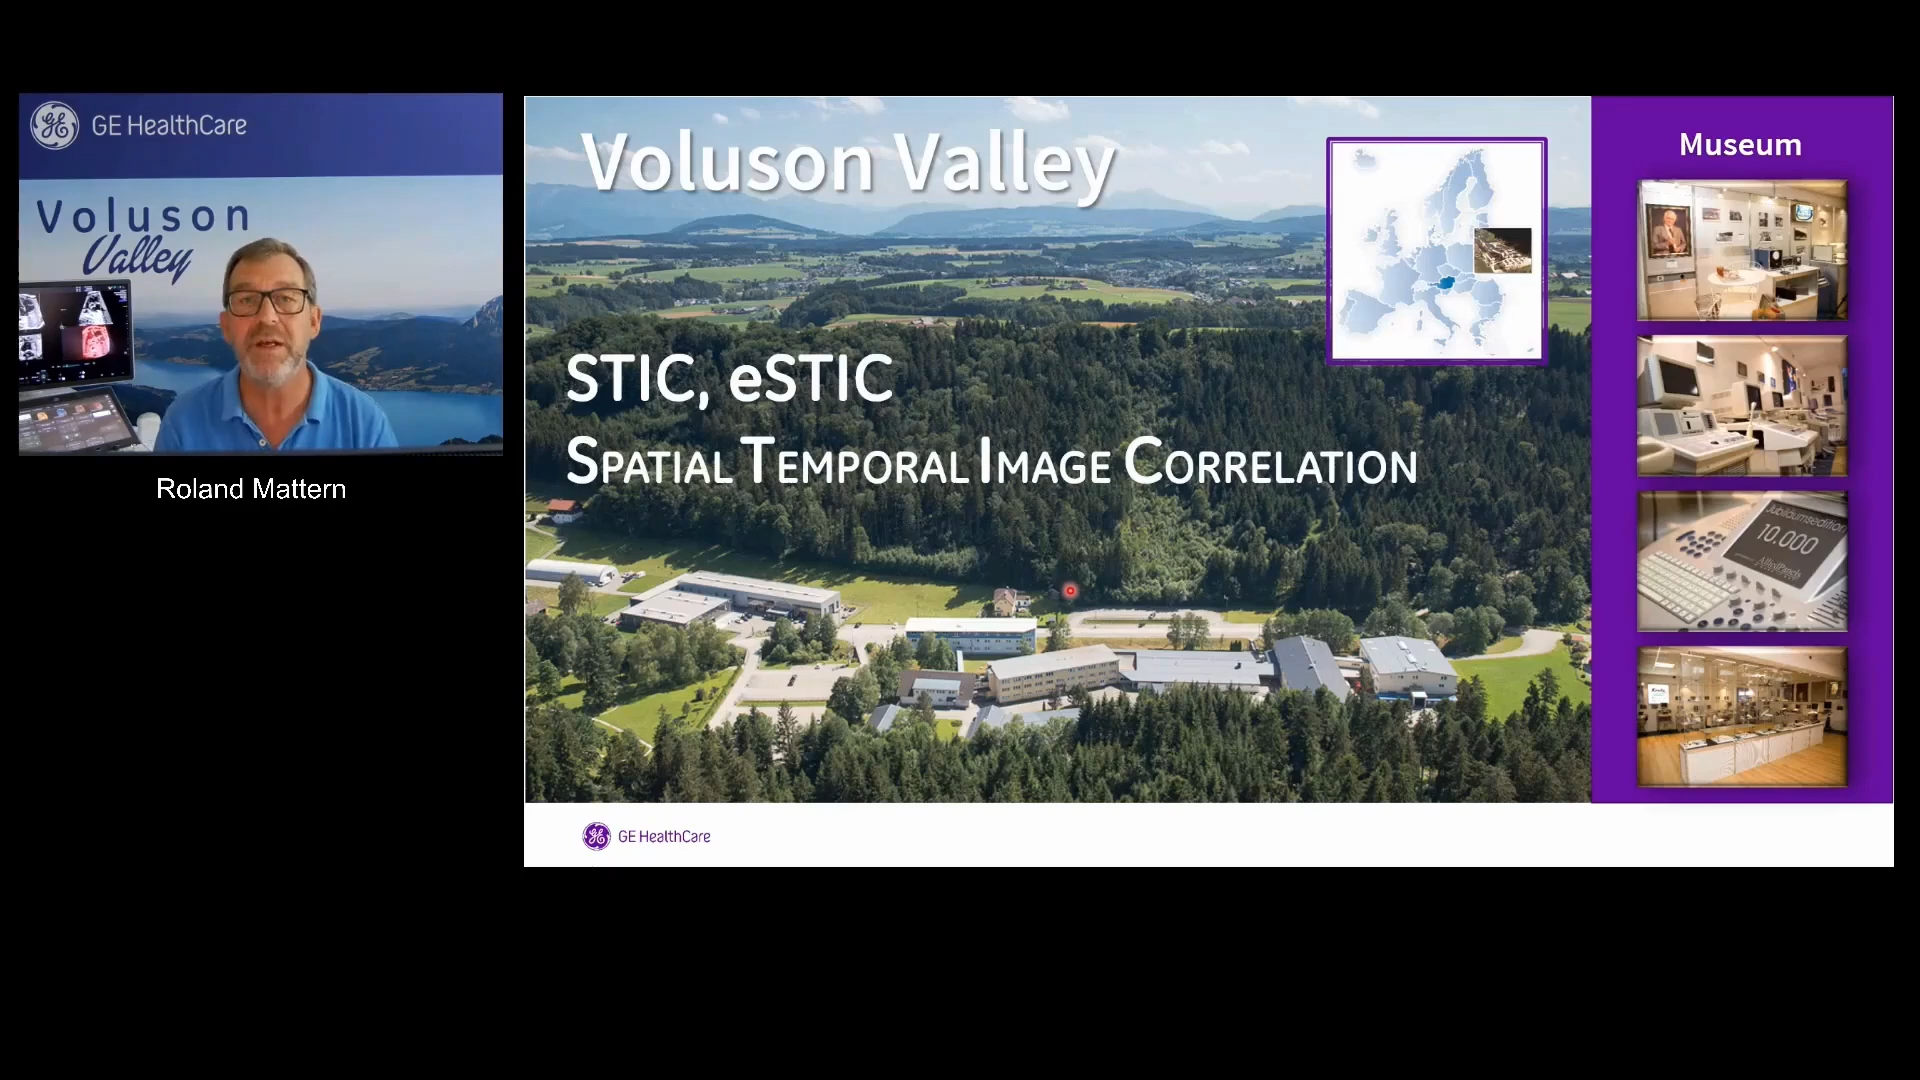 GE HealthCare
Voluson
Valley
Roland Mattern
Voluson Valley
STIC, eSTIC
SPATIAL TEMPORAL IMAGE CORRELATION
GE HealthCare
Museum
Jubiläumsedition
10.000